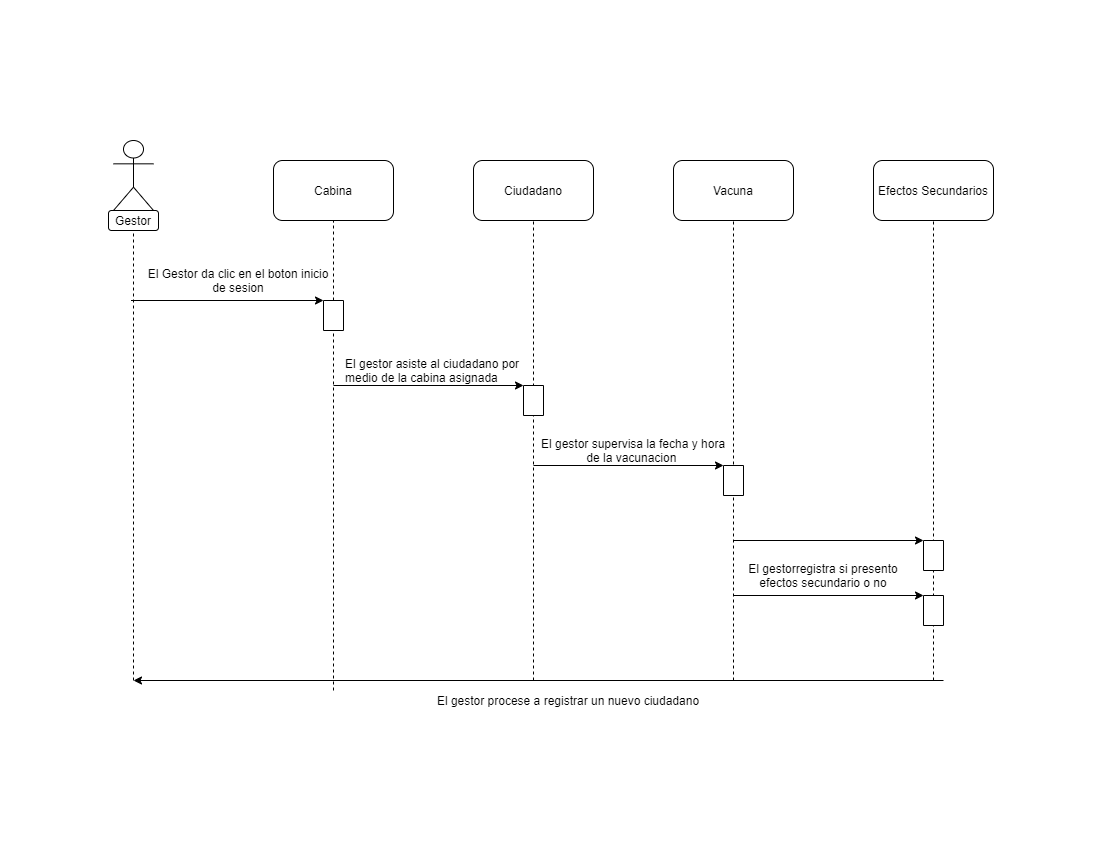 Gestor
Cabina
Ciudadano
Vacuna
Efectos Secundarios
El Gestor da clic en el boton inicio
de sesion
El gestor asiste al ciudadano por
medio de la cabina asignada
El gestor supervisa la fecha y hora
de la vacunacion
El gestorregistra si presento
efectos secundario o no
El gestor procese a registrar un nuevo ciudadano